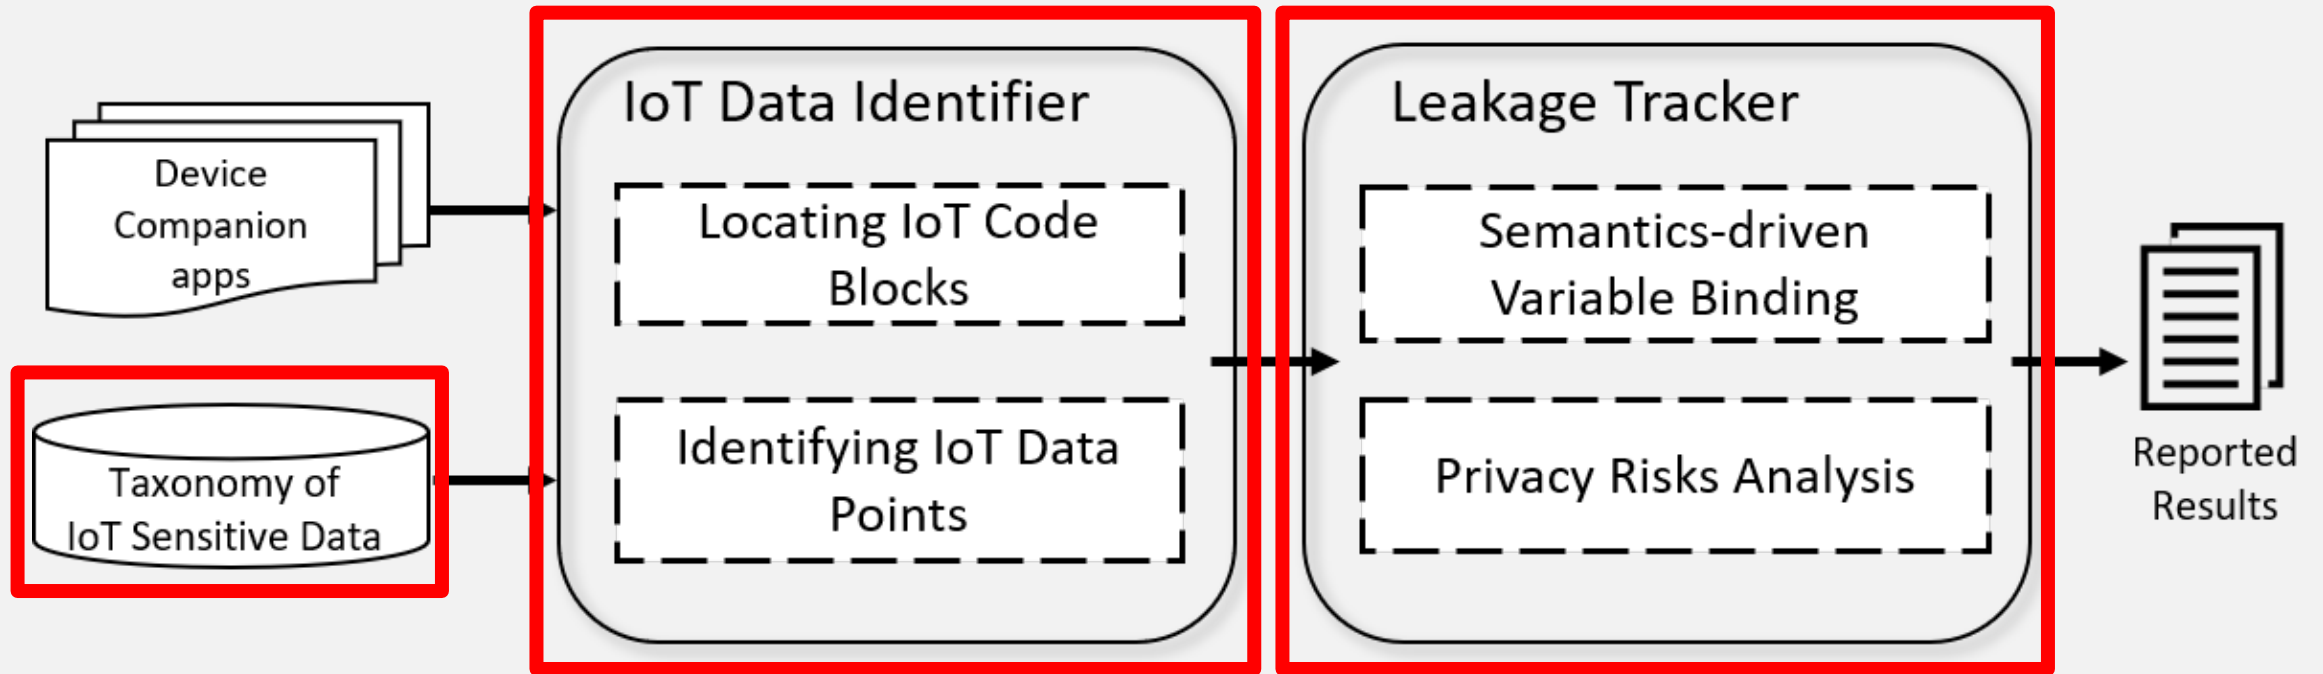 Device
Companion
apps
Taxonomy of
IoT Sensitive Data
IoT Data Identifier
Locating IoT Code
Blocks
Identifying IoT Data
Points
Leakage Tracker
Semantics-driven
Variable Binding
Privacy Risks Analysis
Reported
Results